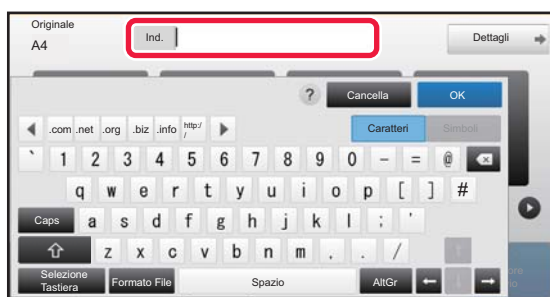 Originale
A4
Ind.
Dettagli
? Cancella OK
.com .net .org .biz .info http:/
/
Caratteri Simboli
` 1 2 3 4 5 6 7 8 9 0 - = @
q w e r t y u i o p [ ] #
Caps a s d f g h j k l ; '
z x c v b n m , . /
Selezione
Tastiera
Formato File Spazio AltGr